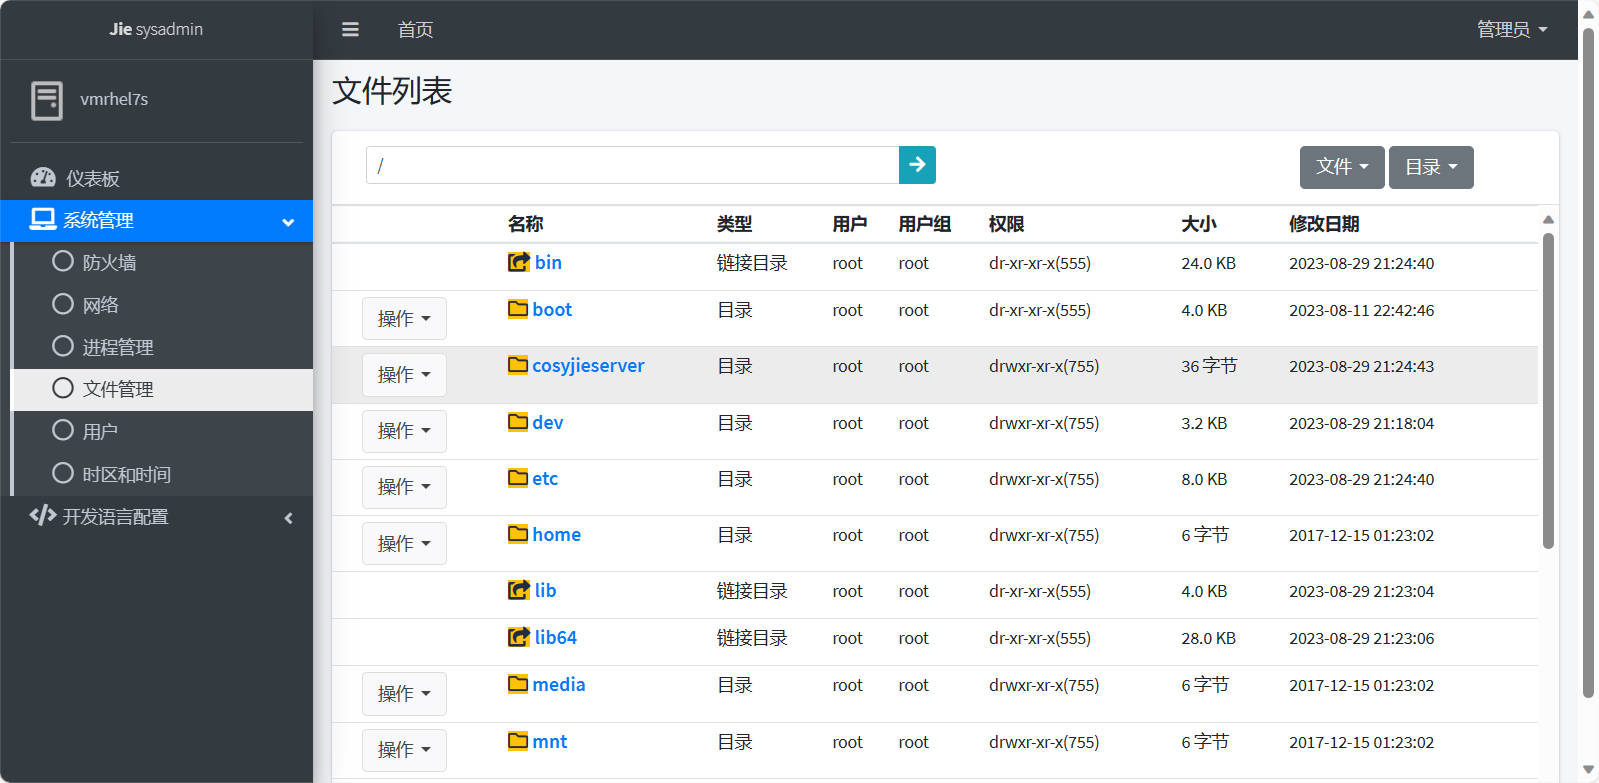 Jie sysadmin
首页
管理员
vmrhel7s
仪表板
系统管理
防火墙
网络
进程管理
文件管理
用户
时区和时间
开发语言配置
文件列表
/
文件 目录
名称 类型 用户 用户组 权限 大小 修改日期
bin 链接目录 root root dr-xr-xr-x(555) 24.0 KB 2023-08-29 21:24:40
操作 boot 目录 root root dr-xr-xr-x(555) 4.0 KB 2023-08-11 22:42:46
操作 cosyjieserver 目录 root root drwxr-xr-x(755) 36 字节 2023-08-29 21:24:43
操作 dev 目录 root root drwxr-xr-x(755) 3.2 KB 2023-08-29 21:18:04
操作 etc 目录 root root drwxr-xr-x(755) 8.0 KB 2023-08-29 21:24:40
操作 home 目录 root root drwxr-xr-x(755) 6 字节 2017-12-15 01:23:02
lib 链接目录 root root dr-xr-xr-x(555) 4.0 KB 2023-08-29 21:23:04
lib64 链接目录 root root dr-xr-xr-x(555) 28.0 KB 2023-08-29 21:23:06
操作 media 目录 root root drwxr-xr-x(755) 6 字节 2017-12-15 01:23:02
操作 mnt 目录 root root drwxr-xr-x(755) 6 字节 2017-12-15 01:23:02